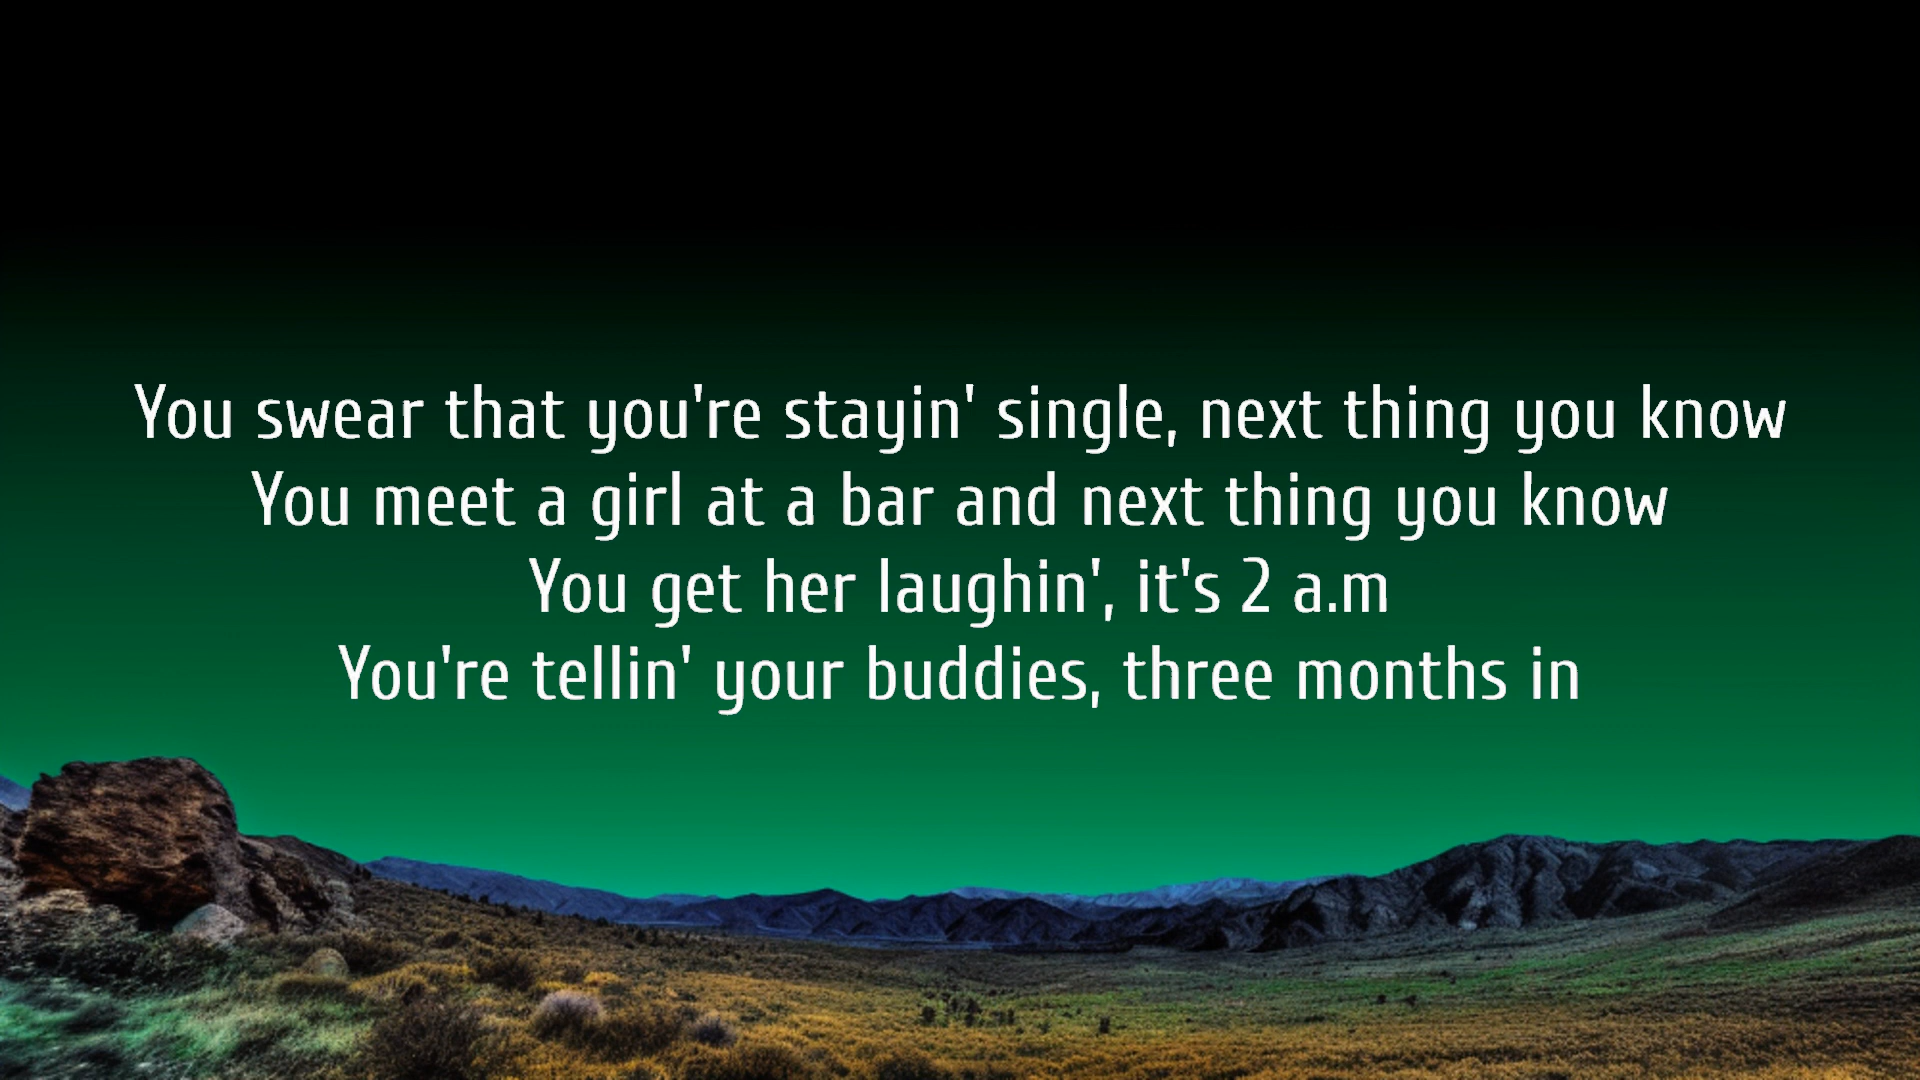 You swear that you're stayin' single, next thing you know
You meet a girl at a bar and next thing you know
You get her laughin', it's 2 a.m
You're tellin' your buddies, three months in